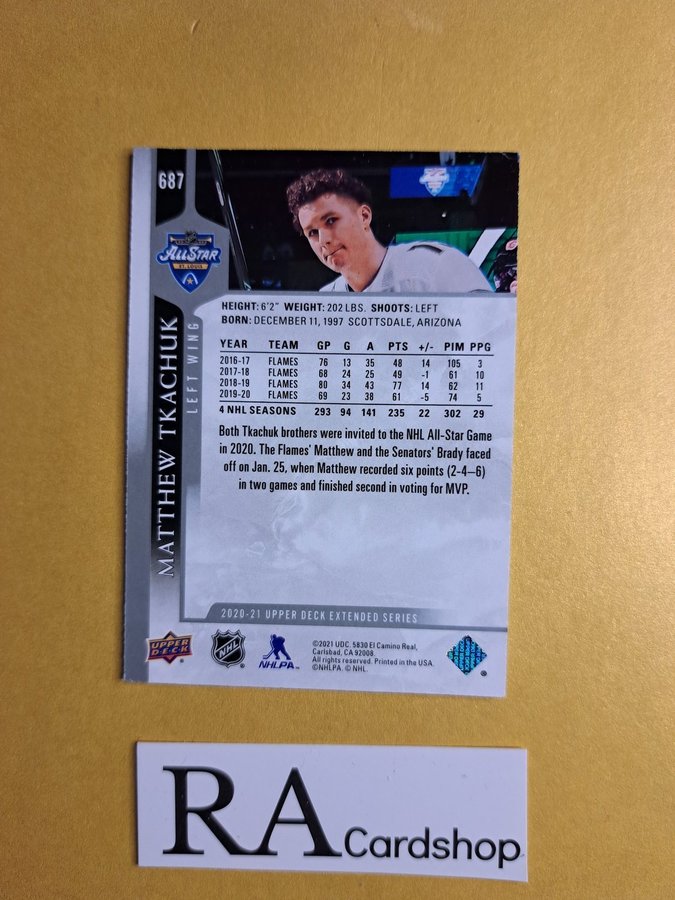 687
ALL STAR
ST. LOUIS
MATTHEW TKACHUK
LEFT WING
HEIGHT: 6'2" WEIGHT: 202 LBS. SHOOTS: LEFT
BORN: DECEMBER 11, 1997 SCOTTSDALE, ARIZONA
YEAR TEAM GP G A PTS +/- PIM PPG
2016-17 FLAMES 76 13 35 48 14 105 3
2017-18 FLAMES 68 24 25 49 -1 61 10
2018-19 FLAMES 80 34 43 77 14 62 11
2019-20 FLAMES 69 23 38 61 -5 74 5
4 NHL SEASONS 293 94 141 235 22 302 29
Both Tkachuk brothers were invited to the NHL All-Star Game
in 2020. The Flames' Matthew and the Senators' Brady faced
off on Jan. 25, when Matthew recorded six points (2-4—6)
in two games and finished second in voting for MVP.
2020-21 UPPER DECK EXTENDED SERIES
UPPER
DECK
NHL
NHLPA
©2021 UDC. 5830 El Camino Real,
Carlsbad, CA 92008.
All rights reserved. Printed in the USA.
©NHLPA. © NHL.
RA Cardshop